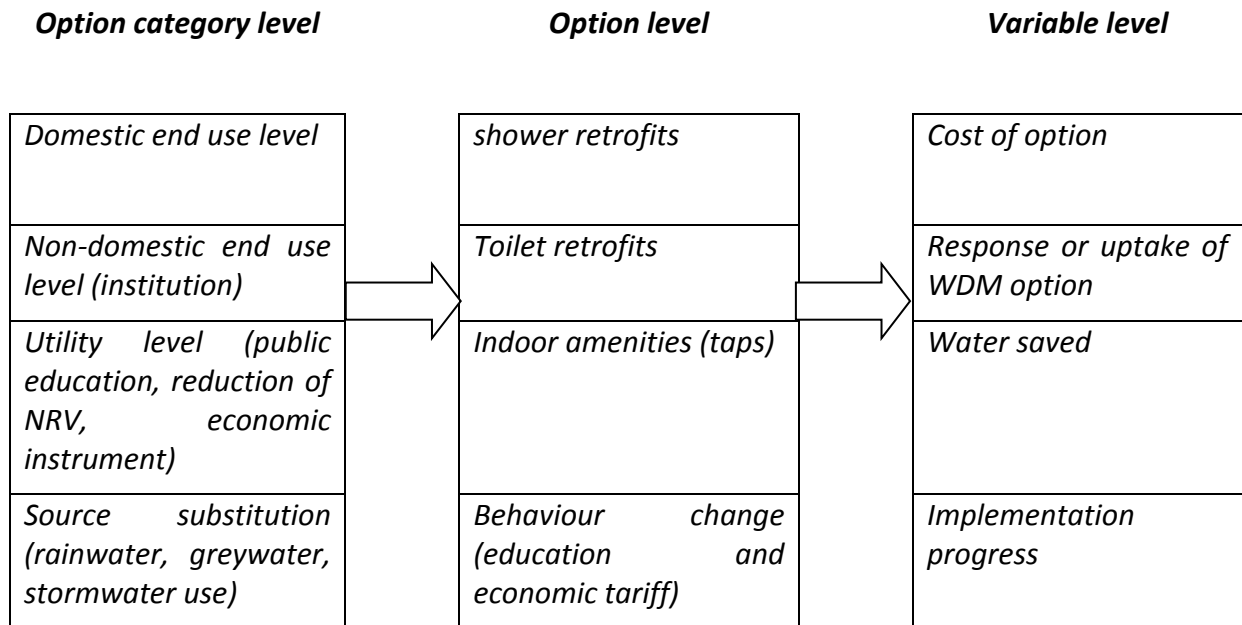 Option category level
Option level
Variable level
Domestic end use level
shower retrofits
Cost of option
Non-domestic end use
level (institution)
Toilet retrofits
Response or uptake of
WDM option
Utility level (public
education, reduction of
NRV, economic
instrument)
Indoor amenities (taps)
Water saved
Source substitution
(rainwater, greywater,
stormwater use)
Behaviour change
(education and
economic tariff)
Implementation
progress